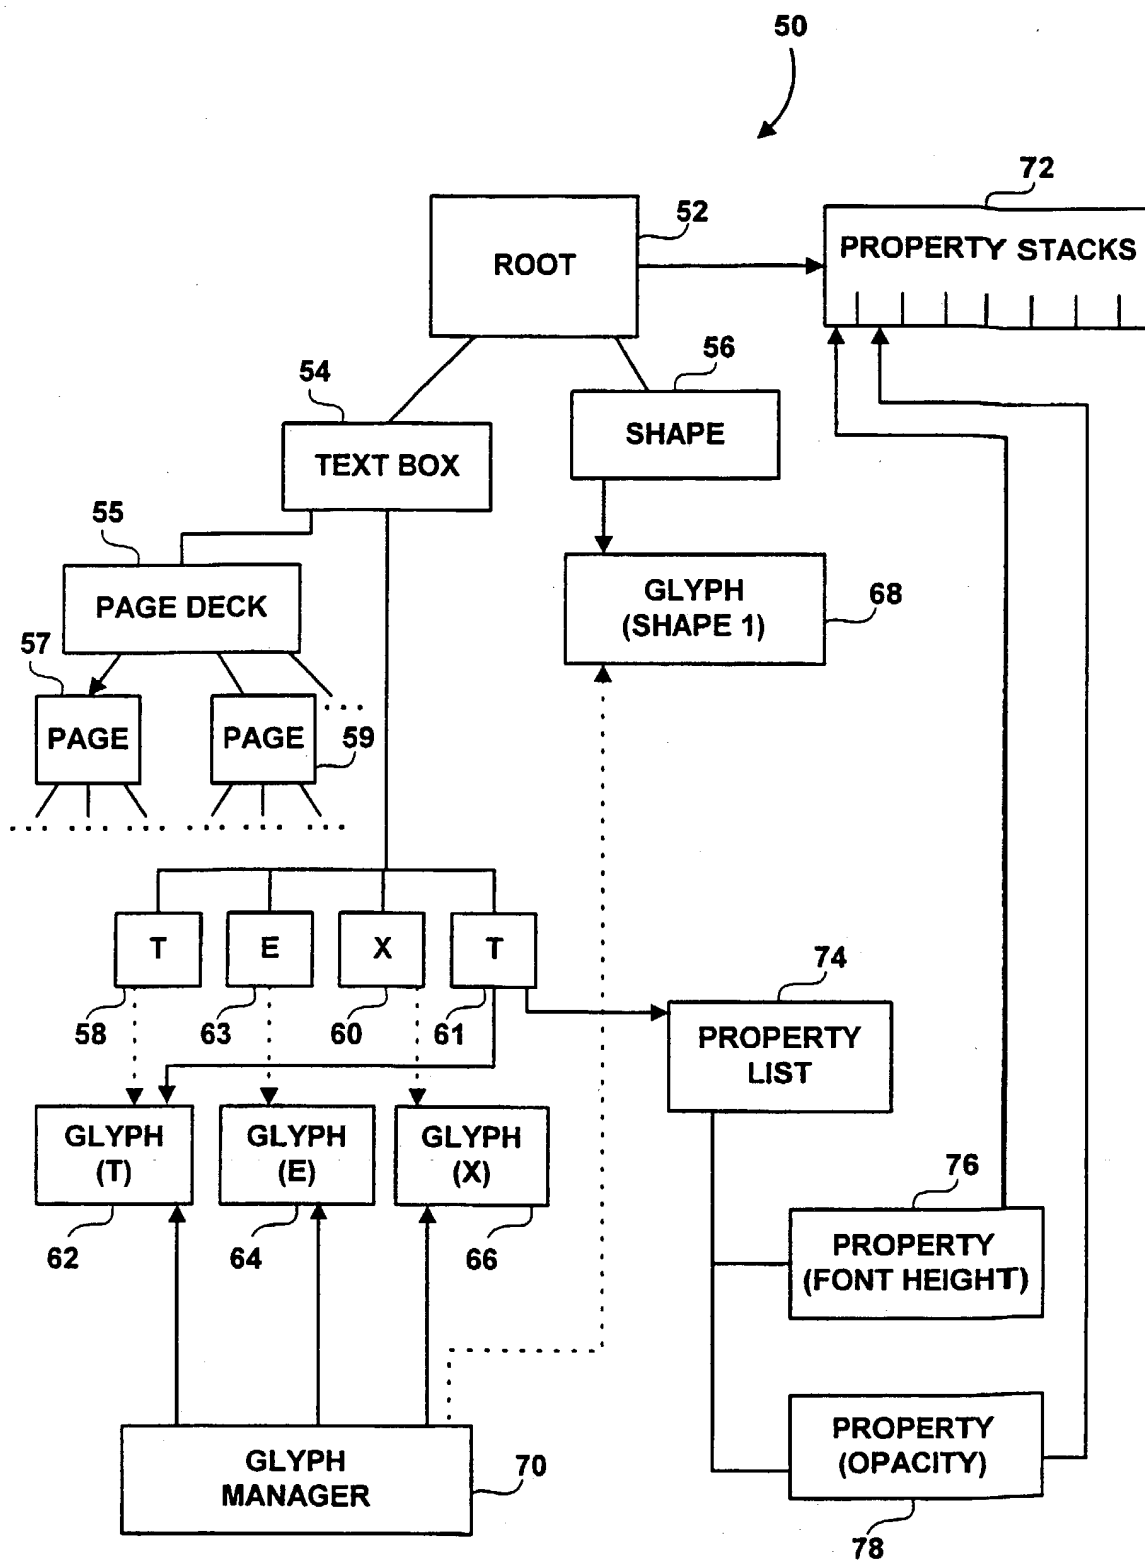 50
72
52
PROPERTY STACKS
ROOT
56
54
SHAPE
TEXT BOX
55
GLYPH
(SHAPE 1)
68
PAGE DECK
57
PAGE
PAGE
59
T
E
X
T
58
63
60
61
74
PROPERTY
LIST
GLYPH
(T)
GLYPH
(E)
GLYPH
(X)
62
64
66
76
PROPERTY
(FONT HEIGHT)
GLYPH
MANAGER
70
PROPERTY
(OPACITY)
78